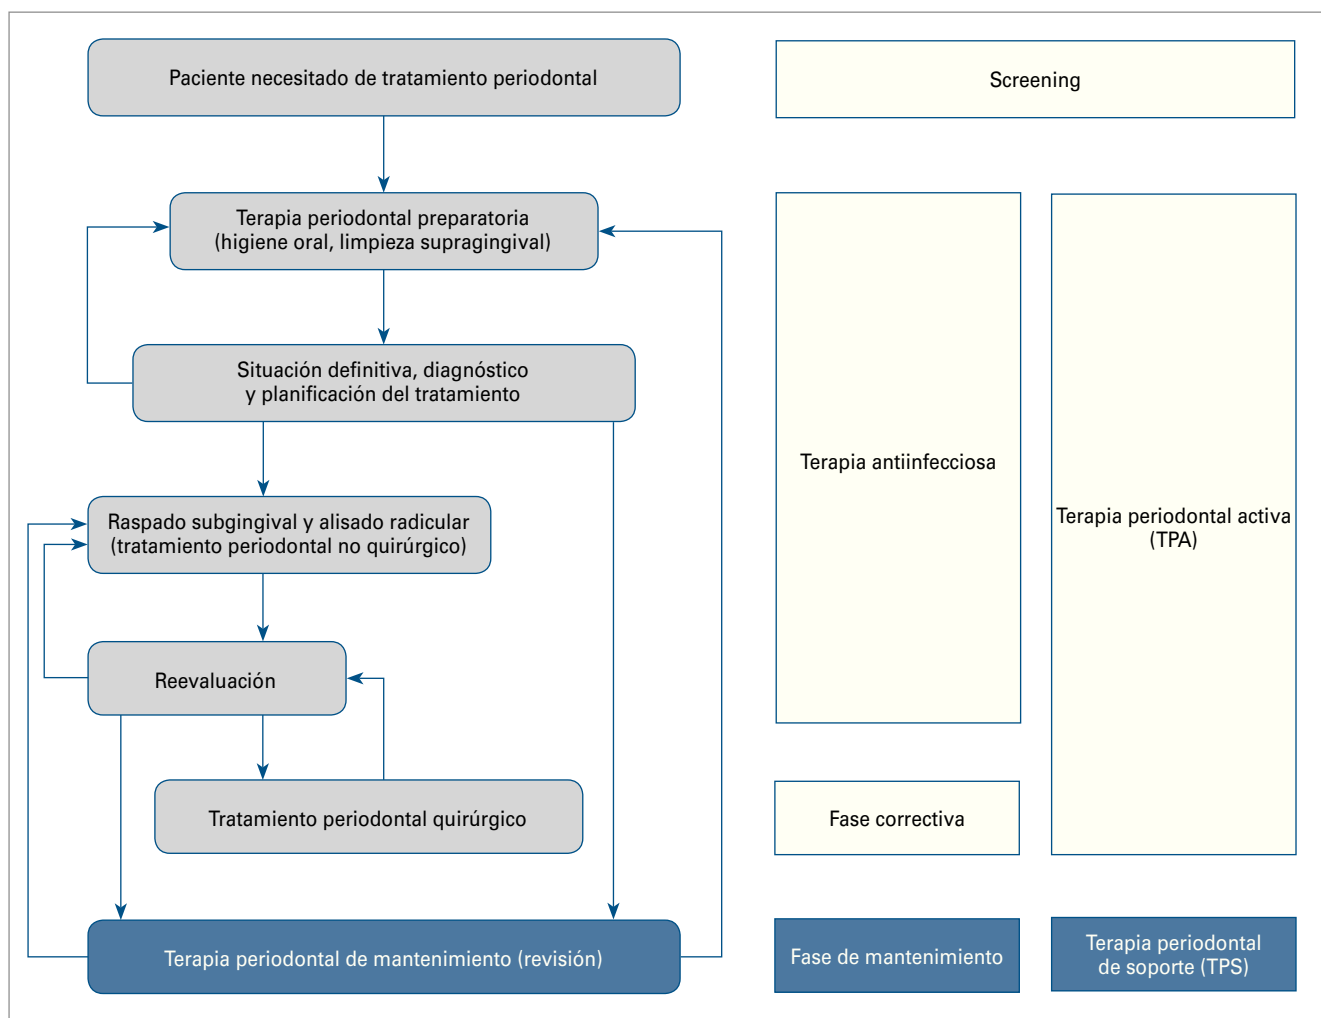 Paciente necesitado de tratamiento periodontal
Screening
Terapia periodontal preparatoria
(higiene oral, limpieza supragingival)
Situación definitiva, diagnóstico
y planificación del tratamiento
Raspado subgingival y alisado radicular
(tratamiento periodontal no quirúrgico)
Reevaluación
Tratamiento periodontal quirúrgico
Terapia periodontal de mantenimiento (revisión)
Terapia antiinfecciosa
Terapia periodontal activa
(TPA)
Fase correctiva
Fase de mantenimiento
Terapia periodontal
de soporte (TPS)